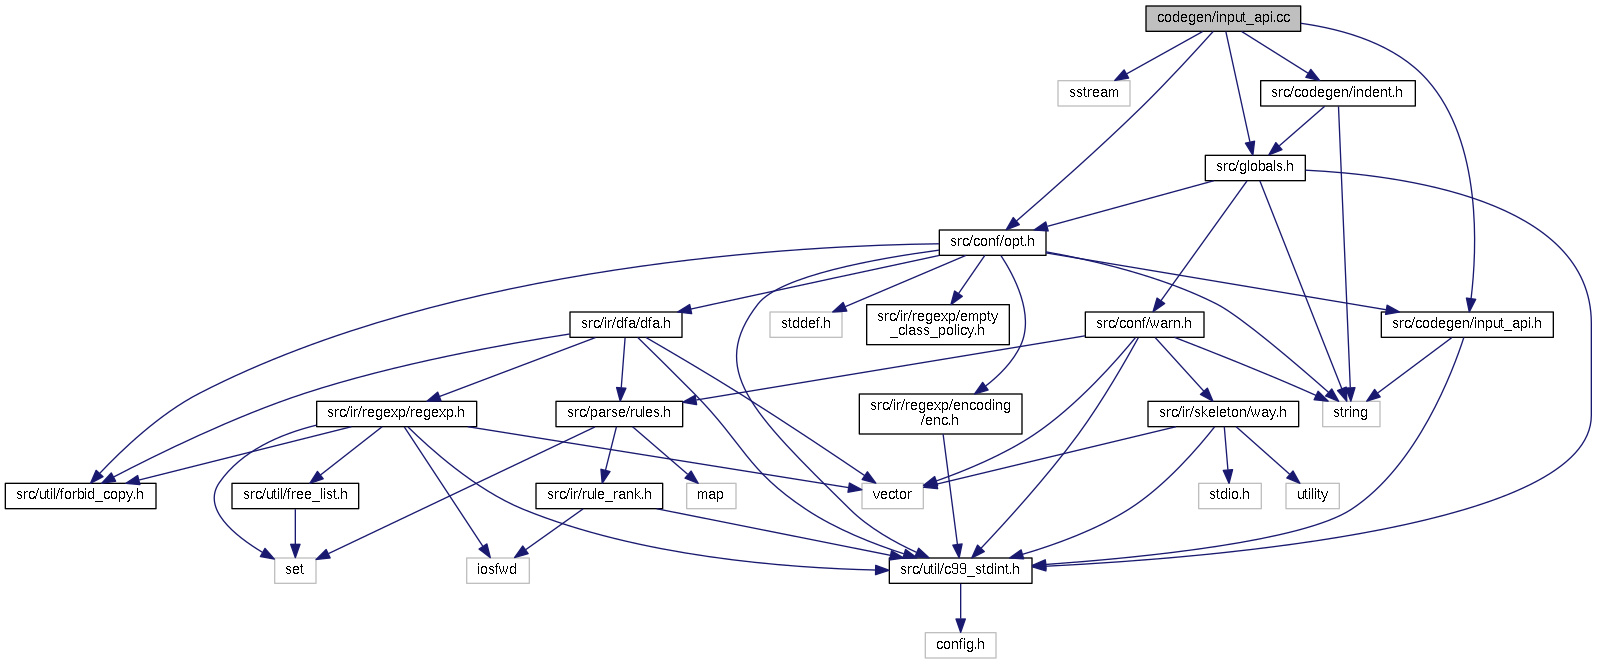 codegen/input_api.cc
sstream
src/codegen/indent.h
src/globals.h
src/conf/opt.h
src/ir/dfa/dfa.h
stddef.h
src/ir/regexp/empty
_class_policy.h
src/conf/warn.h
src/codegen/input_api.h
src/ir/regexp/regexp.h
src/parse/rules.h
src/ir/regexp/encoding
/enc.h
src/ir/skeleton/way.h
string
src/util/forbid_copy.h
src/util/free_list.h
src/ir/rule_rank.h
map
vector
stdio.h
utility
set
iosfwd
src/util/c99_stdint.h
config.h